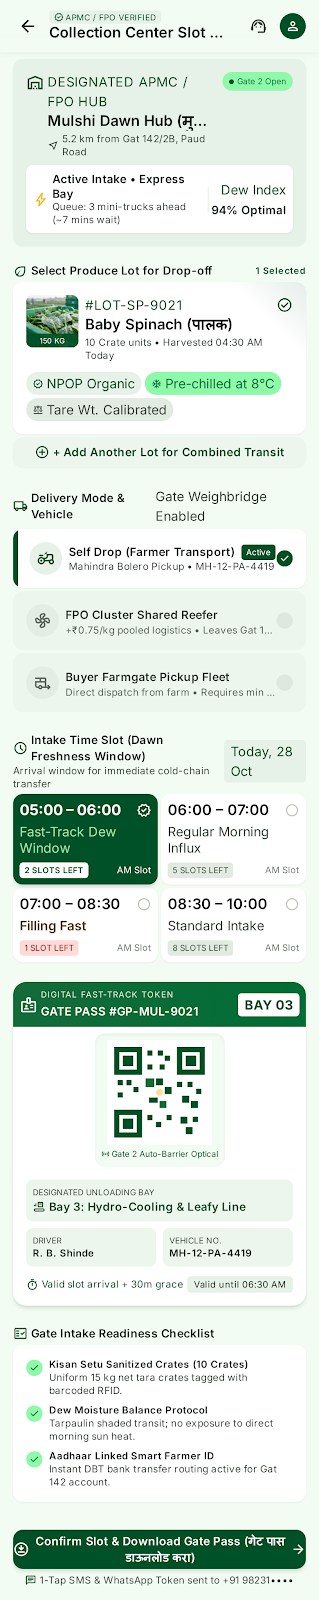 APMC / FPO VERIFIED
Collection Center Slot ...
DESIGNATED APMC /
FPO HUB
Gate 2 Open
Mulshi Dawn Hub (मु...
5.2 km from Gat 142/2B, Paud
Road
Active Intake • Express
Bay
Queue: 3 mini-trucks ahead
(~7 mins wait)
Dew Index
94% Optimal
Select Produce Lot for Drop-off
1 Selected
150 KG
#LOT-SP-9021
Baby Spinach (पालक)
10 Crate units • Harvested 04:30 AM
Today
NPOP Organic
Pre-chilled at 8°C
Tare Wt. Calibrated
+ Add Another Lot for Combined Transit
Delivery Mode &
Vehicle
Gate Weighbridge
Enabled
Self Drop (Farmer Transport)
Active
Mahindra Bolero Pickup • MH-12-PA-4419
FPO Cluster Shared Reefer
+₹0.75/kg pooled logistics • Leaves Gat 1...
Buyer Farmgate Pickup Fleet
Direct dispatch from farm • Requires min ...
Intake Time Slot (Dawn
Freshness Window)
Arrival window for immediate cold-chain
transfer
Today, 28
Oct
05:00 – 06:00
Fast-Track Dew
Window
2 SLOTS LEFT
AM Slot
06:00 – 07:00
Regular Morning
Influx
5 SLOTS LEFT
AM Slot
07:00 – 08:30
Filling Fast
1 SLOT LEFT
AM Slot
08:30 – 10:00
Standard Intake
8 SLOTS LEFT
AM Slot
DIGITAL FAST-TRACK TOKEN
GATE PASS #GP-MUL-9021
BAY 03
Gate 2 Auto-Barrier Optical
DESIGNATED UNLOADING BAY
Bay 3: Hydro-Cooling & Leafy Line
DRIVER
R. B. Shinde
VEHICLE NO.
MH-12-PA-4419
Valid slot arrival + 30m grace
Valid until 06:30 AM
Gate Intake Readiness Checklist
Kisan Setu Sanitized Crates (10 Crates)
Uniform 15 kg net tara crates tagged with
barcoded RFID.
Dew Moisture Balance Protocol
Tarpaulin shaded transit; no exposure to direct
morning sun heat.
Aadhaar Linked Smart Farmer ID
Instant DBT bank transfer routing active for Gat
142 account.
Confirm Slot & Download Gate Pass (गेट पास
डाऊनलोड करा)
1-Tap SMS & WhatsApp Token sent to +91 98231••••